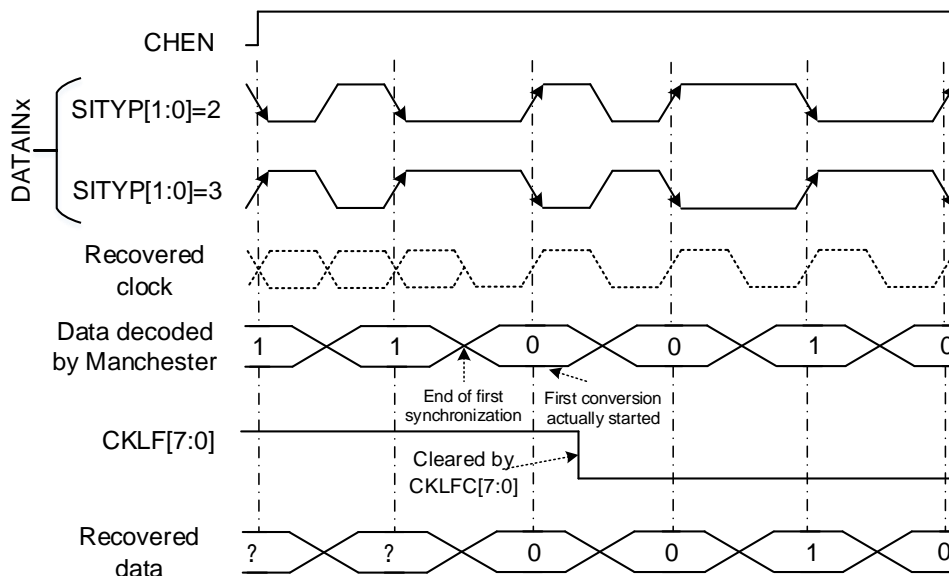 CHEN
DATAINx
SITYP[1:0]=2
SITYP[1:0]=3
Recovered
clock
Data decoded
by Manchester
1 1 0 0 1 0
End of first
synchronization
First conversion
actually started
CKLF[7:0]
Cleared by
CKLFC[7:0]
Recovered
data
? ? 0 0 1 0